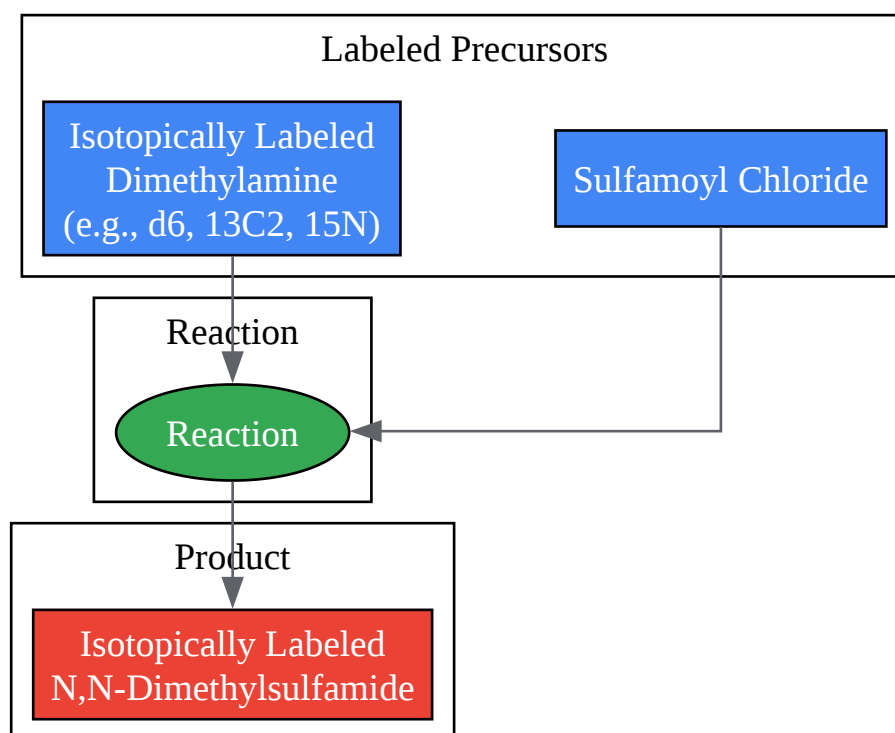 Labeled Precursors
Isotopically Labeled
Dimethylamine
(e.g., d6, 13C2, 15N)
Sulfamoyl Chloride
Reaction
Reaction
Product
Isotopically Labeled
N,N-Dimethylsulfamide